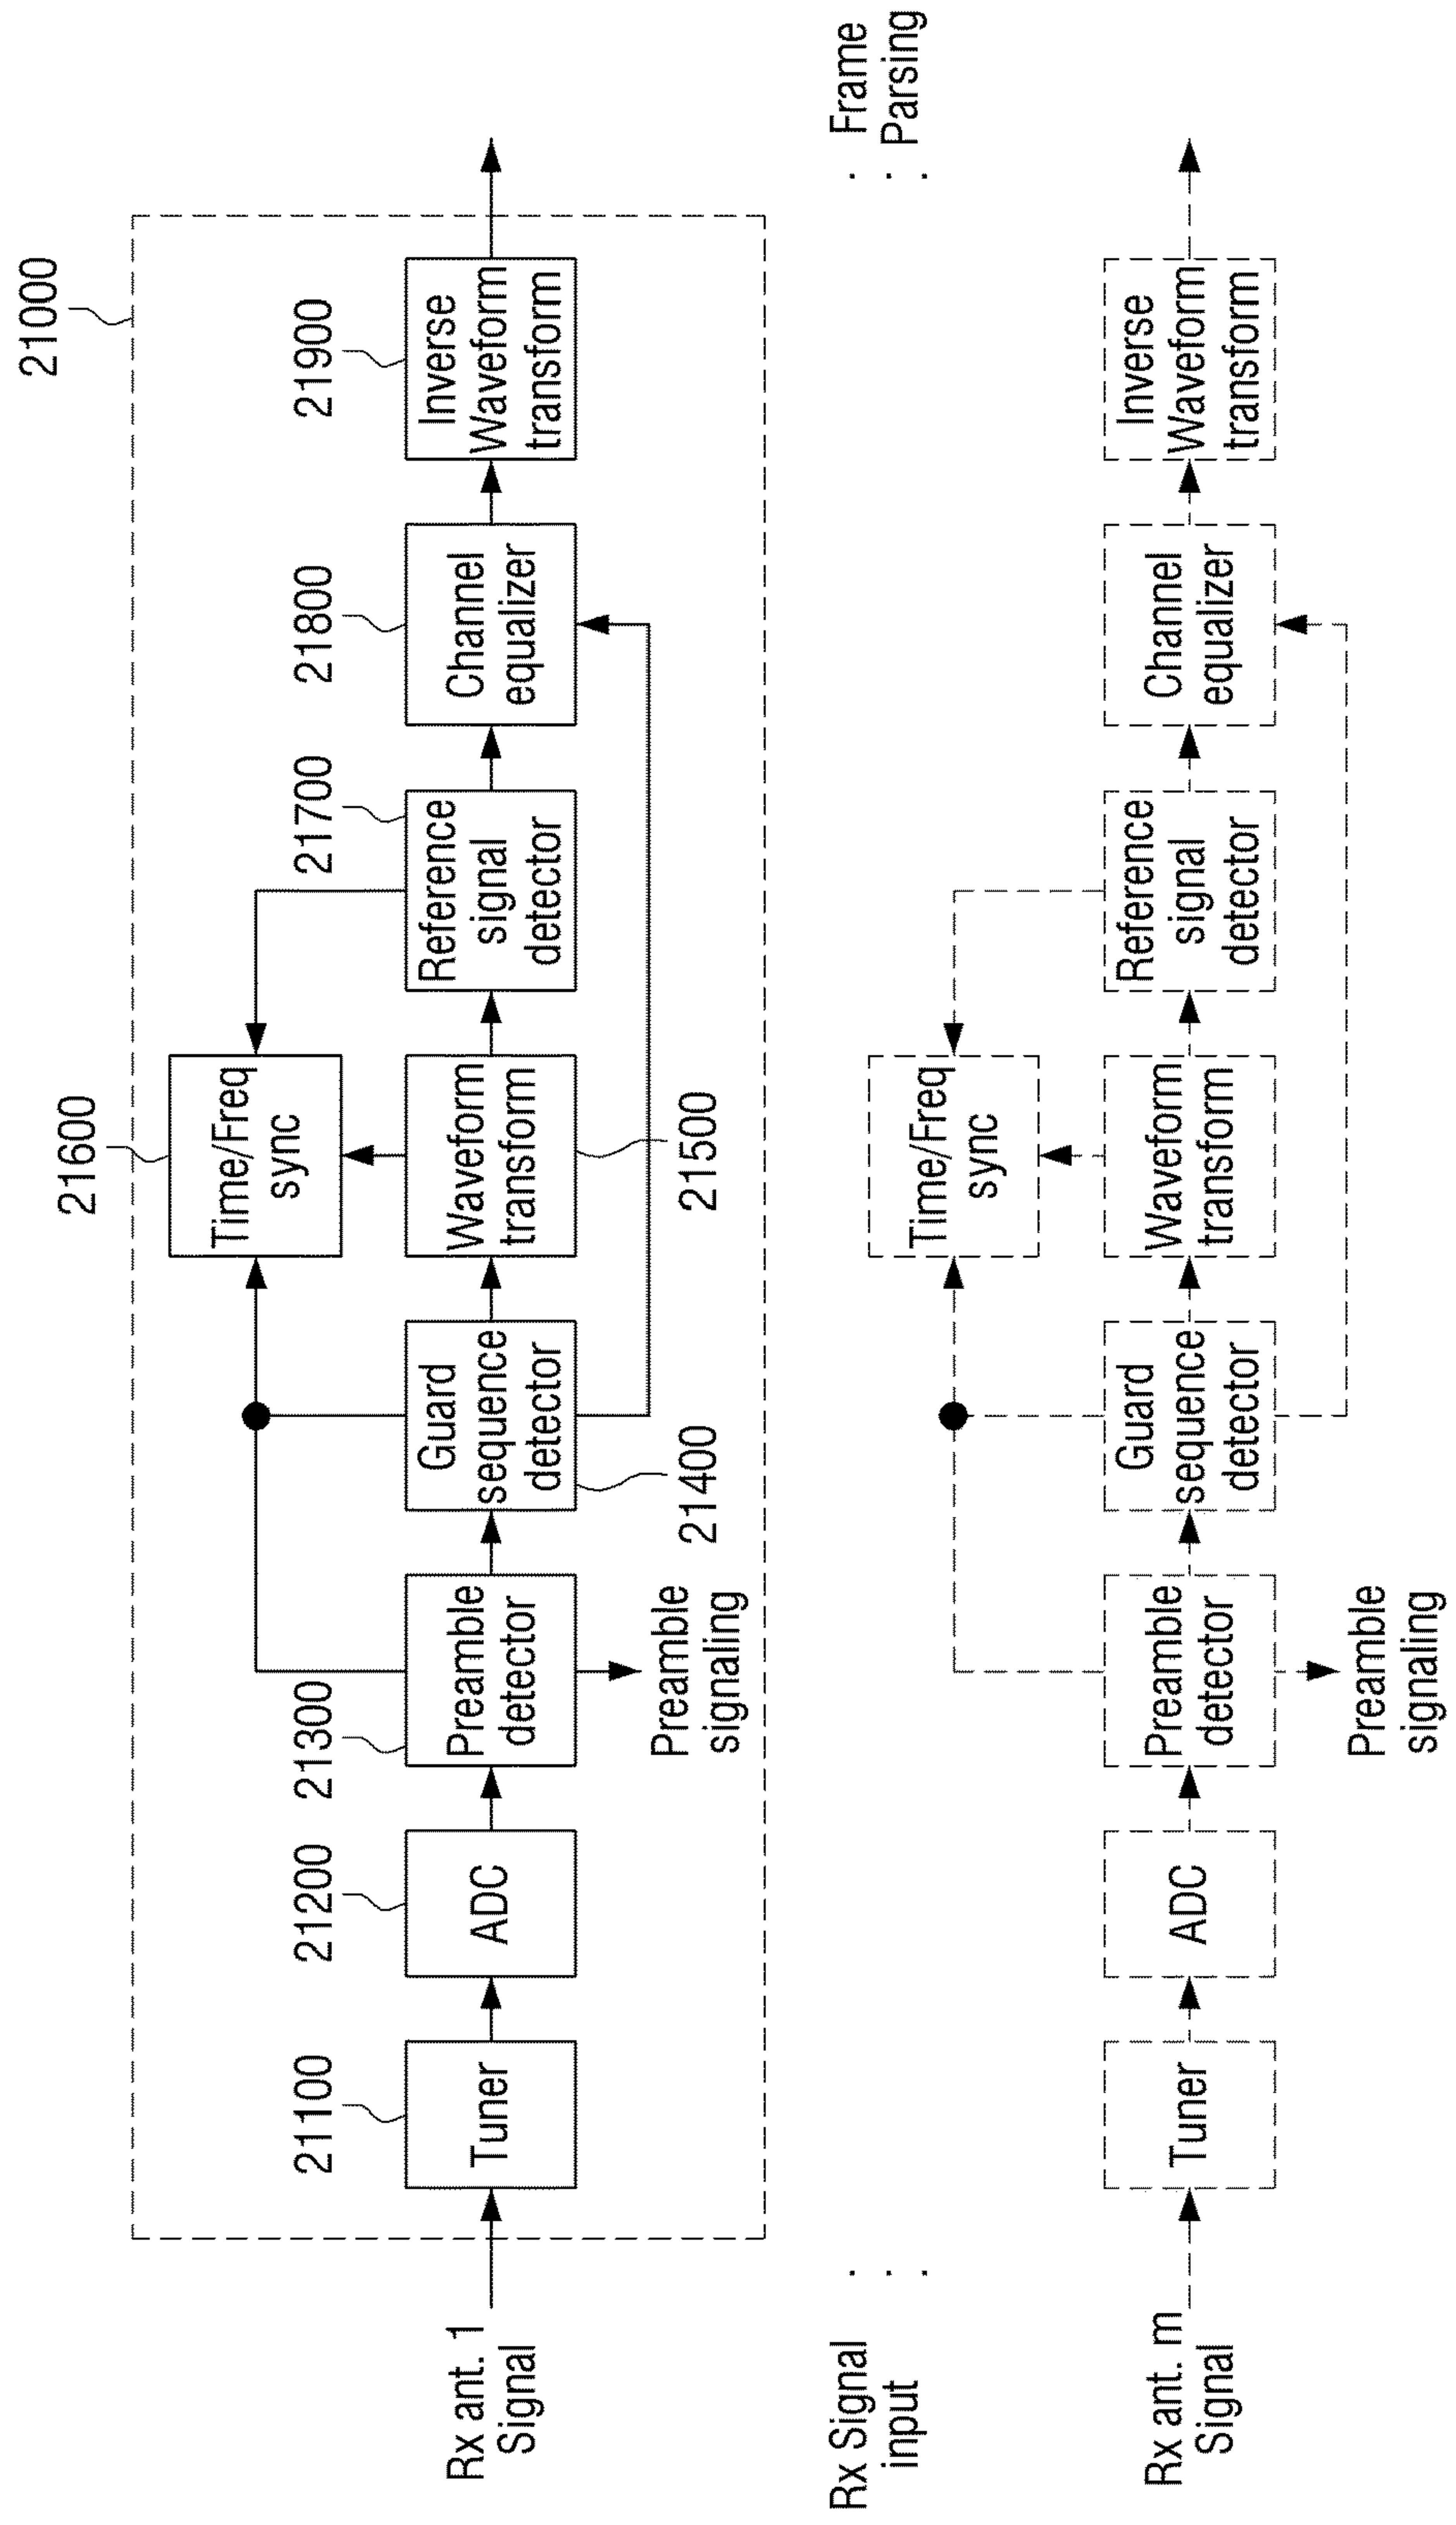 21000
21600
Time/Freq
sync
21100
21200
21300
21700
21800
21900
Rx ant. 1
Signal
Tuner
ADC
Preamble
detector
Guard
sequence
detector
Waveform
transform
Reference
signal
detector
Channel
equalizer
Inverse
Waveform
transform
Preamble
signaling
21400
21500
Rx Signal
input
. . .
. . .
Frame
Parsing
Time/Freq
sync
Rx ant. m
Signal
Tuner
ADC
Preamble
detector
Guard
sequence
detector
Waveform
transform
Reference
signal
detector
Channel
equalizer
Inverse
Waveform
transform
Preamble
signaling